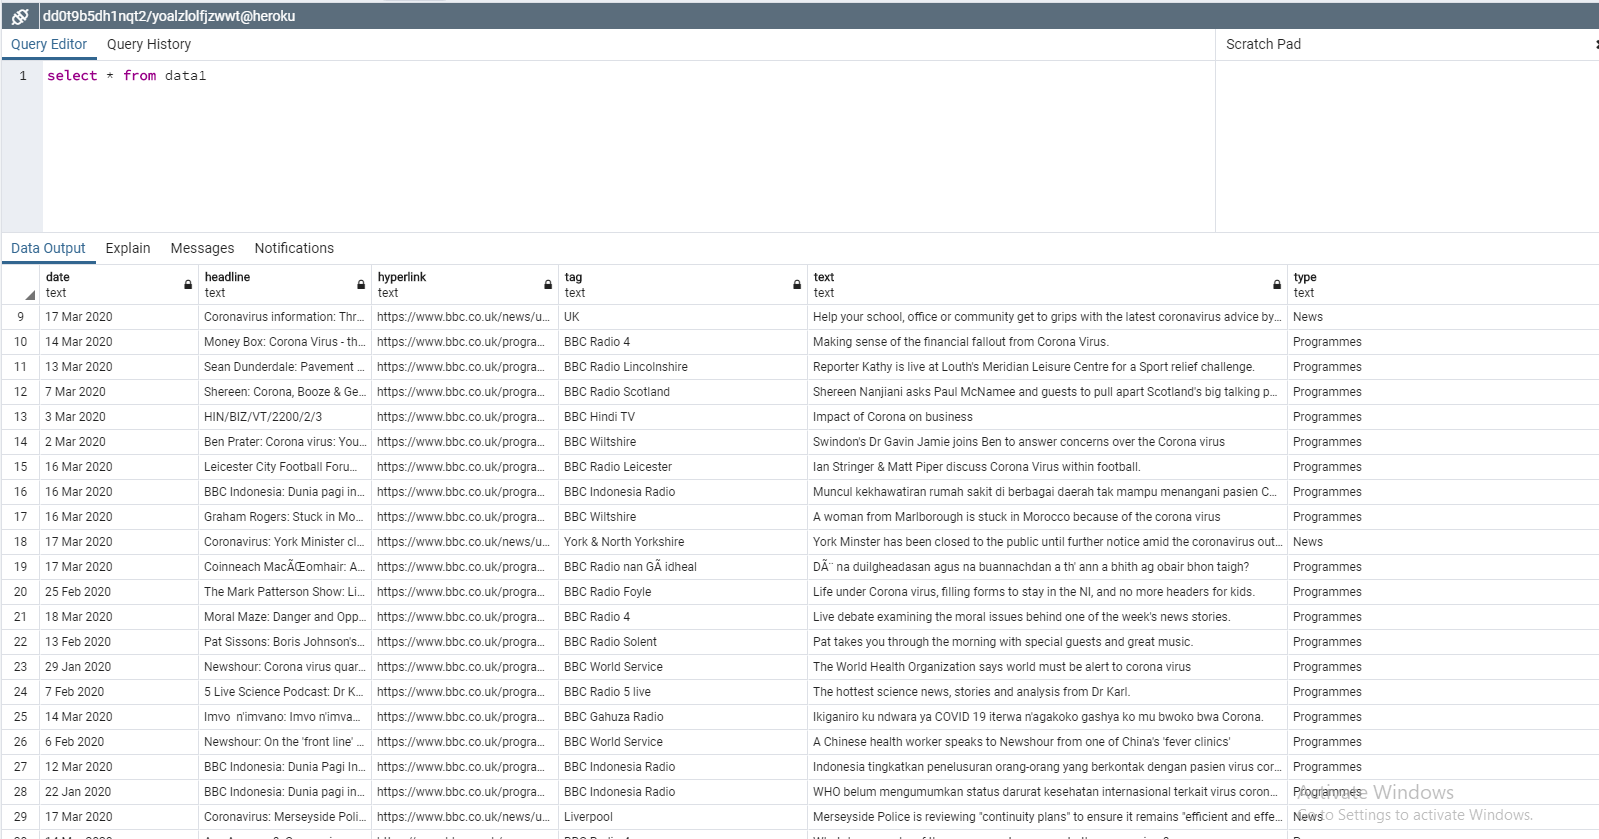 dd0t9b5dh1nqt2/yoalzlolfjzwwt@heroku
Query Editor Query History Scratch Pad
1 select * from data1
Data Output Explain Messages Notifications
date headline hyperlink tag text type
text text text text text text
9 17 Mar 2020 Coronavirus information: Thr... https://www.bbc.co.uk/news/u... UK Help your school, office or community get to grips with the latest coronavirus advice by... News
10 14 Mar 2020 Money Box: Corona Virus - th... https://www.bbc.co.uk/progra... BBC Radio 4 Making sense of the financial fallout from Corona Virus. Programmes
11 13 Mar 2020 Sean Dunderdale: Pavement ... https://www.bbc.co.uk/progra... BBC Radio Lincolnshire Reporter Kathy is live at Louth's Meridian Leisure Centre for a Sport relief challenge. Programmes
12 7 Mar 2020 Shereen: Corona, Booze & Ge... https://www.bbc.co.uk/progra... BBC Radio Scotland Shereen Nanjiani asks Paul McNamee and guests to pull apart Scotland's big talking p... Programmes
13 3 Mar 2020 HIN/BIZ/VT/2200/2/3 https://www.bbc.co.uk/progra... BBC Hindi TV Impact of Corona on business Programmes
14 2 Mar 2020 Ben Prater: Corona virus: You... https://www.bbc.co.uk/progra... BBC Wiltshire Swindon's Dr Gavin Jamie joins Ben to answer concerns over the Corona virus Programmes
15 16 Mar 2020 Leicester City Football Foru... https://www.bbc.co.uk/progra... BBC Radio Leicester Ian Stringer & Matt Piper discuss Corona Virus within football. Programmes
16 16 Mar 2020 BBC Indonesia: Dunia pagi in... https://www.bbc.co.uk/progra... BBC Indonesia Radio Muncul kekhawatiran rumah sakit di berbagai daerah tak mampu menangani pasien C... Programmes
17 16 Mar 2020 Graham Rogers: Stuck in Mo... https://www.bbc.co.uk/progra... BBC Wiltshire A woman from Marlborough is stuck in Morocco because of the corona virus Programmes
18 17 Mar 2020 Coronavirus: York Minister cl... https://www.bbc.co.uk/news/u... York & North Yorkshire York Minster has been closed to the public until further notice amid the coronavirus out... News
19 17 Mar 2020 Coinneach MacÃŒomhair: A... https://www.bbc.co.uk/progra... BBC Radio nan GÃ idheal DÃ¨ na duilgheadasan agus na buannachdan a th' ann a bhith ag obair bhon taigh? Programmes
20 25 Feb 2020 The Mark Patterson Show: Li... https://www.bbc.co.uk/progra... BBC Radio Foyle Life under Corona virus, filling forms to stay in the NI, and no more headers for kids. Programmes
21 18 Mar 2020 Moral Maze: Danger and Opp... https://www.bbc.co.uk/progra... BBC Radio 4 Live debate examining the moral issues behind one of the week's news stories. Programmes
22 13 Feb 2020 Pat Sissons: Boris Johnson's... https://www.bbc.co.uk/progra... BBC Radio Solent Pat takes you through the morning with special guests and great music. Programmes
23 29 Jan 2020 Newshour: Corona virus quar... https://www.bbc.co.uk/progra... BBC World Service The World Health Organization says world must be alert to corona virus Programmes
24 7 Feb 2020 5 Live Science Podcast: Dr K... https://www.bbc.co.uk/progra... BBC Radio 5 live The hottest science news, stories and analysis from Dr Karl. Programmes
25 14 Mar 2020 Imvo n'imvano: Imvo n'imva... https://www.bbc.co.uk/progra... BBC Gahuza Radio Ikiganiro ku ndwara ya COVID 19 iterwa n'agakoko gashya ko mu bwoko bwa Corona. Programmes
26 6 Feb 2020 Newshour: On the 'front line' ... https://www.bbc.co.uk/progra... BBC World Service A Chinese health worker speaks to Newshour from one of China's 'fever clinics' Programmes
27 12 Mar 2020 BBC Indonesia: Dunia Pagi In... https://www.bbc.co.uk/progra... BBC Indonesia Radio Indonesia tingkatkan penelusuran orang-orang yang berkontak dengan pasien virus cor... Programmes
28 22 Jan 2020 BBC Indonesia: Dunia pagi in... https://www.bbc.co.uk/progra... BBC Indonesia Radio WHO belum mengumumkan status darurat kesehatan internasional terkait virus coron... Programmes
Activate Windows
29 17 Mar 2020 Coronavirus: Merseyside Poli... https://www.bbc.co.uk/news/u... Liverpool Merseyside Police is reviewing "continuity plans" to ensure it remains "efficient and effe... News
Go to Settings to activate Windows.